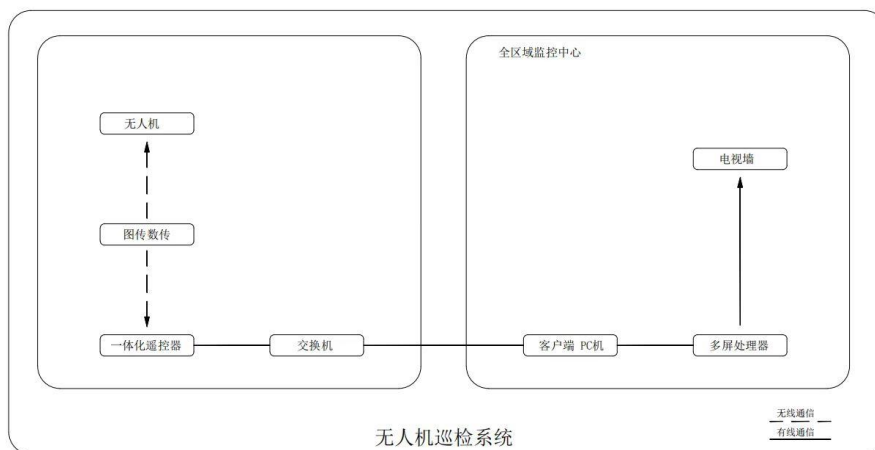 全区域监控中心
无人机
电视墙
图传数传
一体化遥控器
交换机
客户端 PC机
多屏处理器
无线通信
有线通信
无人机巡检系统